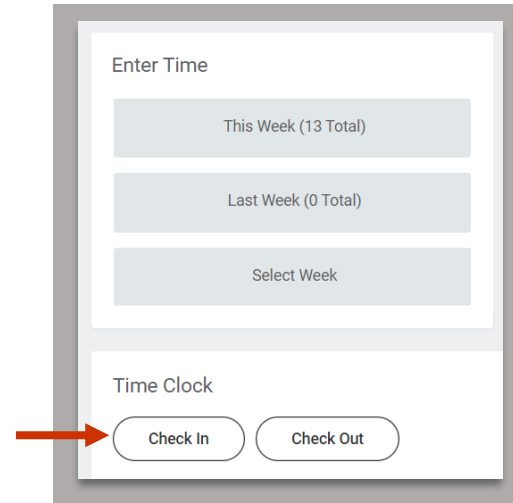 Enter Time
This Week (13 Total)
Last Week (0 Total)
Select Week
Time Clock
Check In Check Out